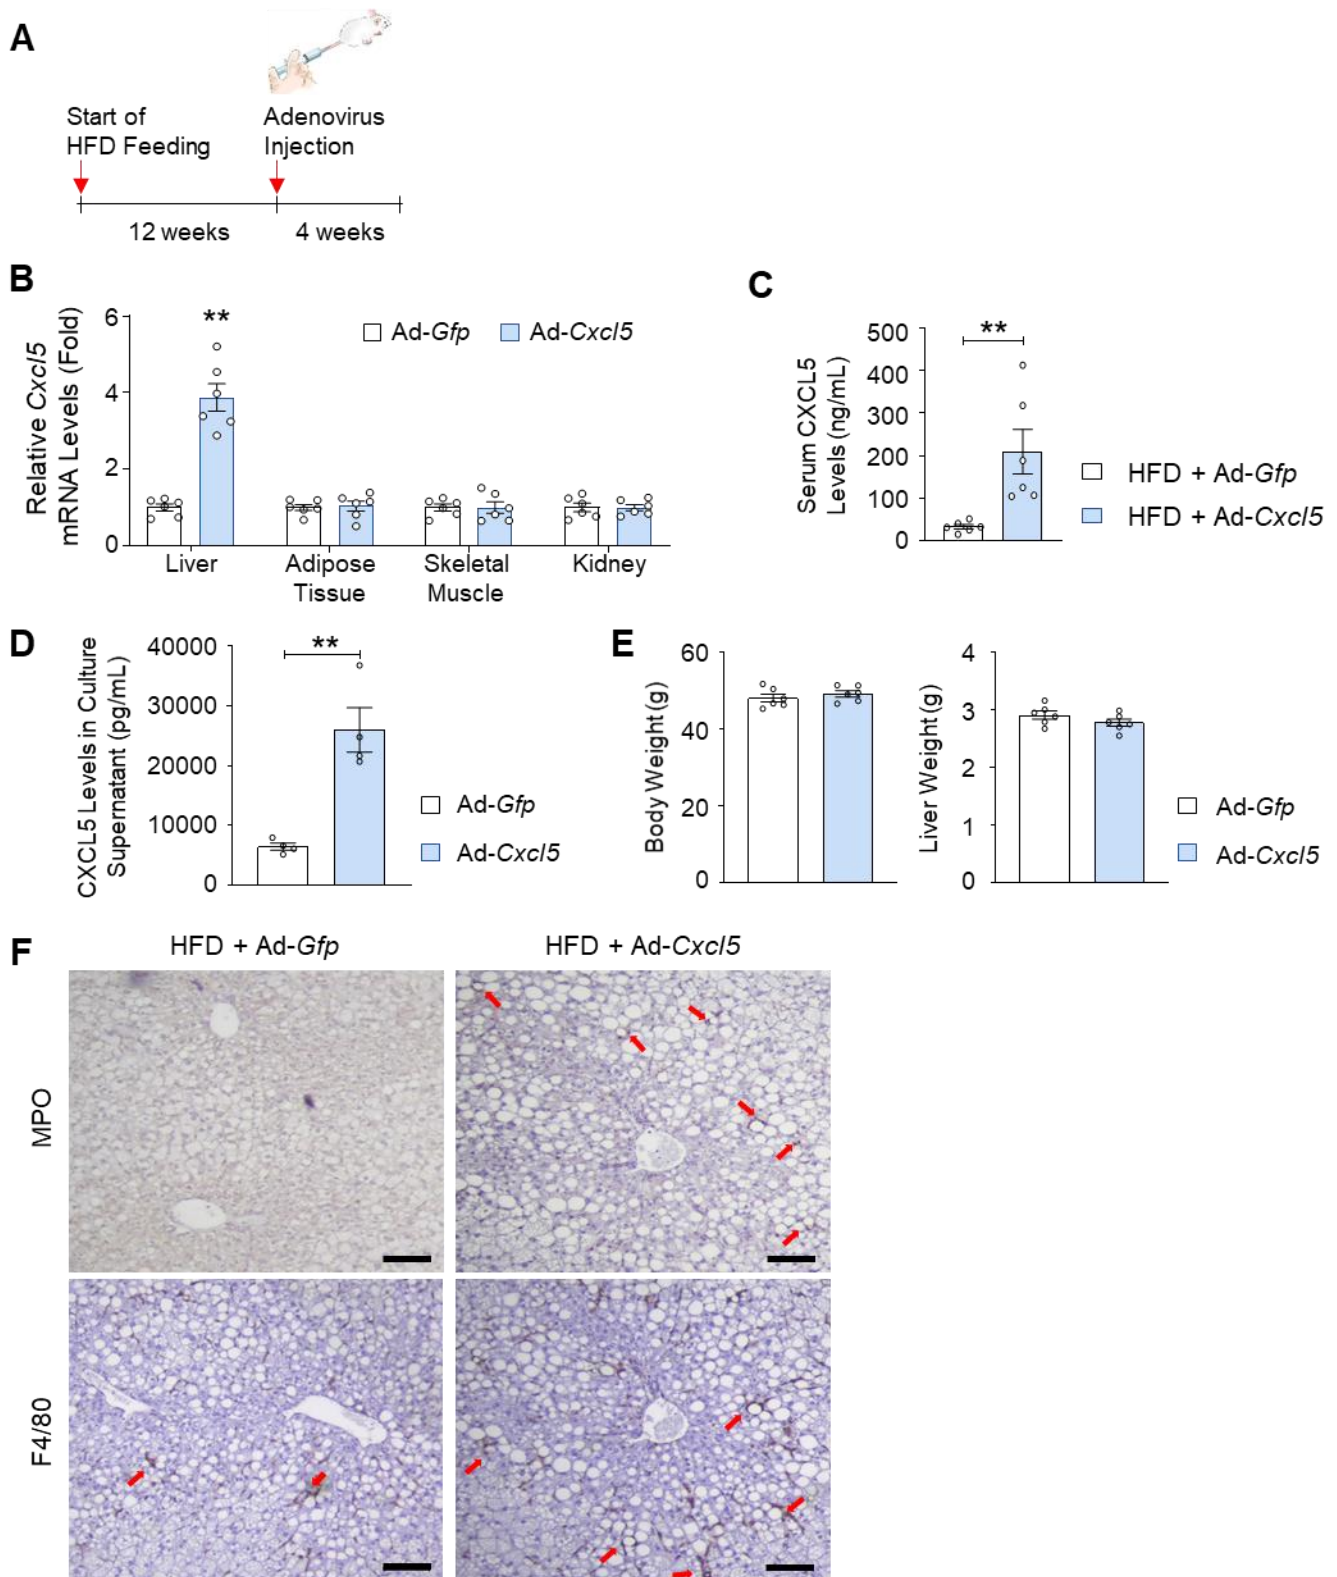 A
Start of
HFD Feeding
Adenovirus
Injection
12 weeks
4 weeks
B
Relative Cxcl5
mRNA Levels (Fold)
6
4
2
0
**
Ad-Gfp
Ad-Cxcl5
Liver
Adipose
Tissue
Skeletal
Muscle
Kidney
C
Serum CXCL5
Levels (ng/mL)
500
400
300
200
100
0
**
HFD + Ad-Gfp
HFD + Ad-Cxcl5
D
CXCL5 Levels in Culture
Supernatant (pg/mL)
40000
30000
20000
10000
0
**
Ad-Gfp
Ad-Cxcl5
E
Body Weight (g)
60
40
20
0
Liver Weight (g)
4
3
2
1
0
Ad-Gfp
Ad-Cxcl5
F
HFD + Ad-Gfp
HFD + Ad-Cxcl5
MPO
F4/80